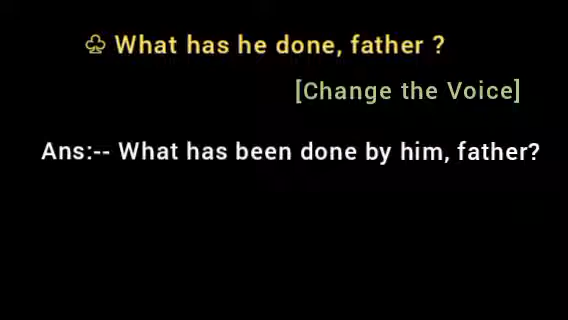 ♧ What has he done, father ?
[Change the Voice]
Ans:-- What has been done by him, father?